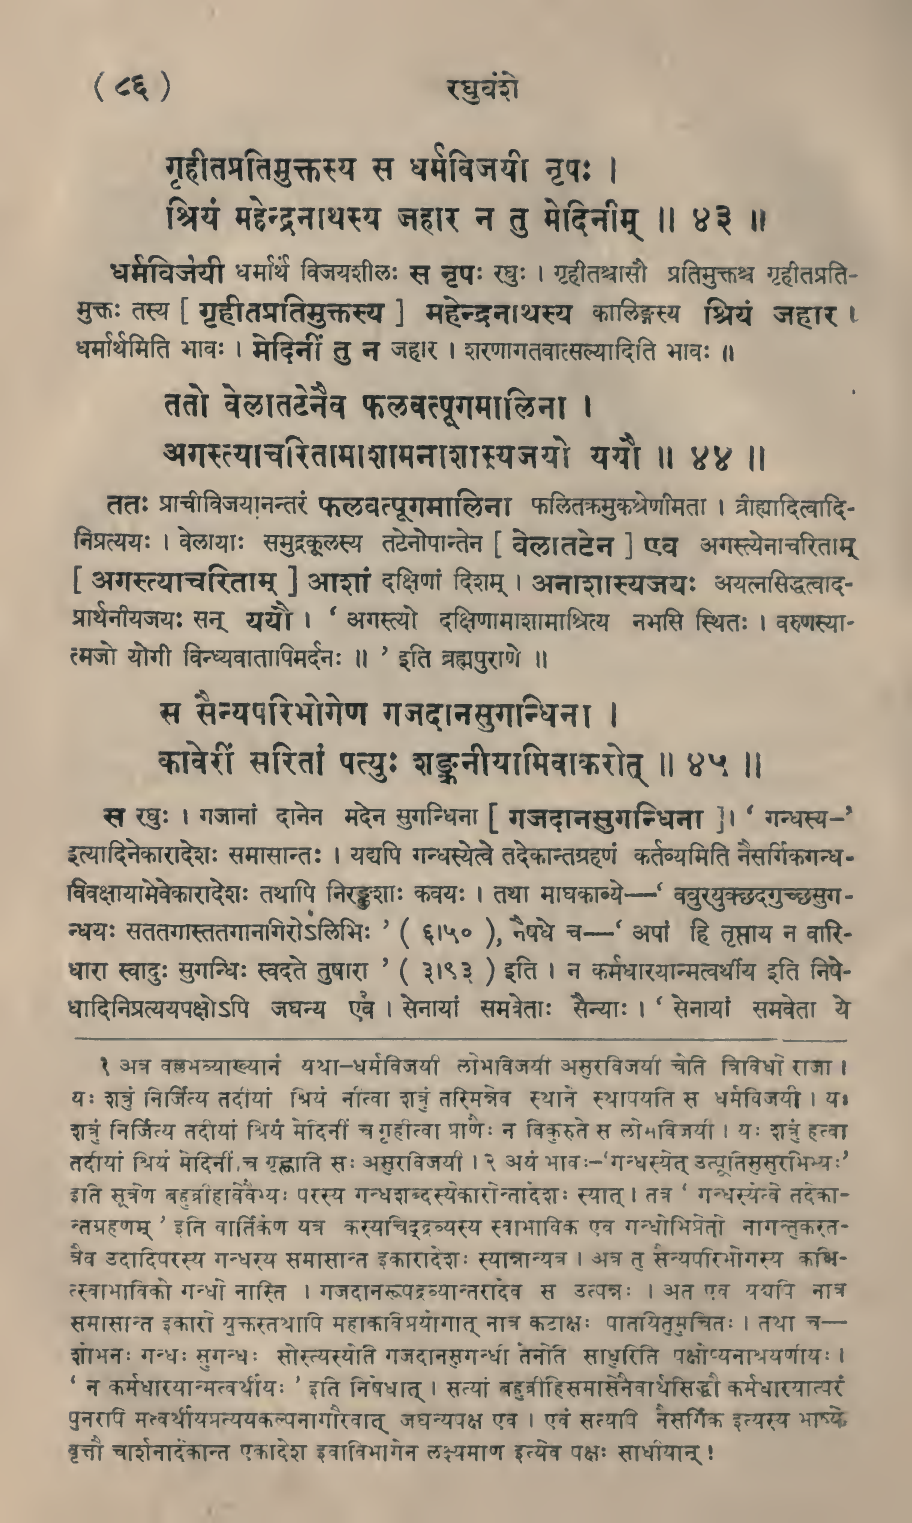 ( ८६ ) रघुवंशे
गृहीतप्रतिमुक्तस्य स धर्मविजयी नृपः ।
श्रियं महेन्द्रनाथस्य जहार न तु मेदिनीम् ॥ ४३ ॥
धर्मविजयी धर्मार्थं विजयशीलः स नृपः रघुः । गृहीतश्चासौ प्रतिमुक्तश्च गृहीतप्रति-
मुक्तः तस्य [ गृहीतप्रतिमुक्तस्य ] महेन्द्रनाथस्य कालिङ्गस्य श्रियं जहार ।
धर्मार्थमिति भावः । मेदिनीं तु न जहार । शरणागतवात्सल्यादिति भावः ॥
ततो वेलातटेनैव फलवत्पूगमालिना ।
अगस्त्याचरितामाशामनाशास्यजयो ययौ ॥ ४४ ॥
ततः प्राचीविजयानन्तरं फलवत्पूगमालिना फलितक्रमुकश्रेणीमता । व्रीह्यादित्वादि-
निप्रत्ययः । वेलायाः समुद्रकूलस्य तटेनोपान्तेन [ वेलातटेन ] एव अगस्त्येनाचरिताम्
[ अगस्त्याचरिताम् ] आशां दक्षिणां दिशम् । अनाशास्यजयः अयत्नसिद्धत्वाद-
प्रार्थनीयजयः सन् ययौ । ‘ अगस्त्यो दक्षिणामाशामाश्रित्य नभसि स्थितः । वरुणस्या-
त्मजो योगी विन्ध्यवातापिमर्दनः ॥ ’ इति ब्रह्मपुराणे ॥
स सैन्यपरिभोगेण गजदानसुगन्धिना ।
कावेरीं सरितां पत्युः शङ्कनीयामिवाकरोत् ॥ ४५ ॥
स रघुः । गजानां दानेन मदेन सुगन्धिना [ गजदानसुगन्धिना ]। ‘ गन्धस्य–’
इत्यादिनेकारादेशः समासान्तः । यद्यपि गन्धस्येत्वे तदेकान्तग्रहणं कर्तव्यमिति नैसर्गिकगन्ध-
विवक्षायामेवेकारादेशः तथापि निरङ्कुशाः कवयः । तथा माघकाव्ये—‘ ववुरयुक्छदगुच्छसुग-
न्धयः सततगास्ततगानगिरोऽलिभिः ’ ( ६।५० ), नैषधे च—‘ अपां हि तृप्ताय न वारि-
धारा स्वादुः सुगन्धिः स्वदते तुषारा ’ ( ३।९३ ) इति । न कर्मधारयान्मत्वर्थीय इति निषे-
धादिनिप्रत्ययपक्षोऽपि जघन्य एव । सेनायां समवेताः सैन्याः । ‘ सेनायां समवेता ये
१ अत्र वल्लभव्याख्यानं यथा–धर्मविजयी लोभविजयी असुरविजयी चेति त्रिविधो राजा ।
यः शत्रुं निर्जित्य तदीयां श्रियं नीत्वा शत्रुं तस्मिन्नेव स्थाने स्थापयति स धर्मविजयी । यः
शत्रुं निर्जित्य तदीयां श्रियं मेदिनीं च गृहीत्वा प्राणैः न विकुरुते स लोभविजयी । यः शत्रुं हत्वा
तदीयां श्रियं मेदिनीं च गृह्णाति सः असुरविजयी । २ अयं भावः–‘गन्धस्येत् उत्पूतिसुसुरभिभ्यः’
इति सूत्रेण बहुव्रीहावेवैभ्यः परस्य गन्धशब्दस्येकारोन्तादेशः स्यात् । तत्र ‘ गन्धस्येत्वे तदेका-
न्तग्रहणम् ’ इति वार्तिकेण यत्र कस्यचिद्द्रव्यस्य स्वाभाविक एव गन्धोभिप्रेतो नागन्तुकस्त-
त्रैव उदादिपरस्य गन्धस्य समासान्त इकारादेशः स्यान्नान्यत्र । अत्र तु सैन्यपरिभोगस्य कश्चि-
त्स्वाभाविको गन्धो नास्ति । गजदानरूपद्रव्यान्तरादेव स उत्पन्नः । अत एव यद्यपि नात्र
समासान्त इकारो युक्तस्तथापि महाकविप्रयोगात् नात्र कटाक्षः पातयितुमुचितः । तथा च—
शोभनः गन्धः सुगन्धः सोस्त्यस्येति गजदानसुगन्धी तेनेति साधुरिति पक्षोप्यनाश्रयणीयः ।
‘ न कर्मधारयान्मत्वर्थीयः ’ इति निषेधात् । सत्यां बहुव्रीहिसमासेनैवार्थसिद्धौ कर्मधारयात्परं
पुनरपि मत्वर्थीयप्रत्ययकल्पनागौरवात् जघन्यपक्ष एव । एवं सत्यपि नैसर्गिक इत्यस्य भाष्ये
वृत्तौ चादर्शनादेकान्त एकादेश इवाविभागेन लक्ष्यमाण इत्येव पक्षः साधीयान् !